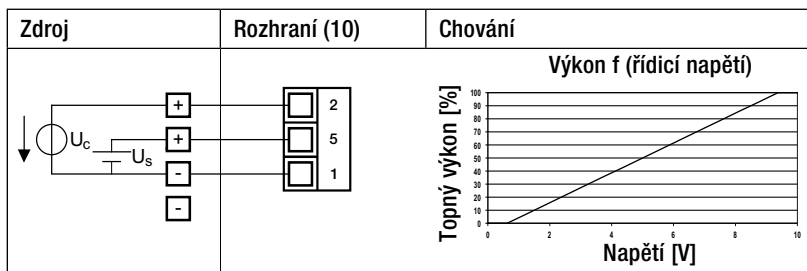 Zdroj
Rozhraní (10)
Chování
+
+
-
-
Uc
Us
2
5
1
Výkon f (řídicí napětí)
Topný výkon [%]
100
90
80
70
60
50
40
30
20
10
0
0 2 4 6 8 10
Napětí [V]